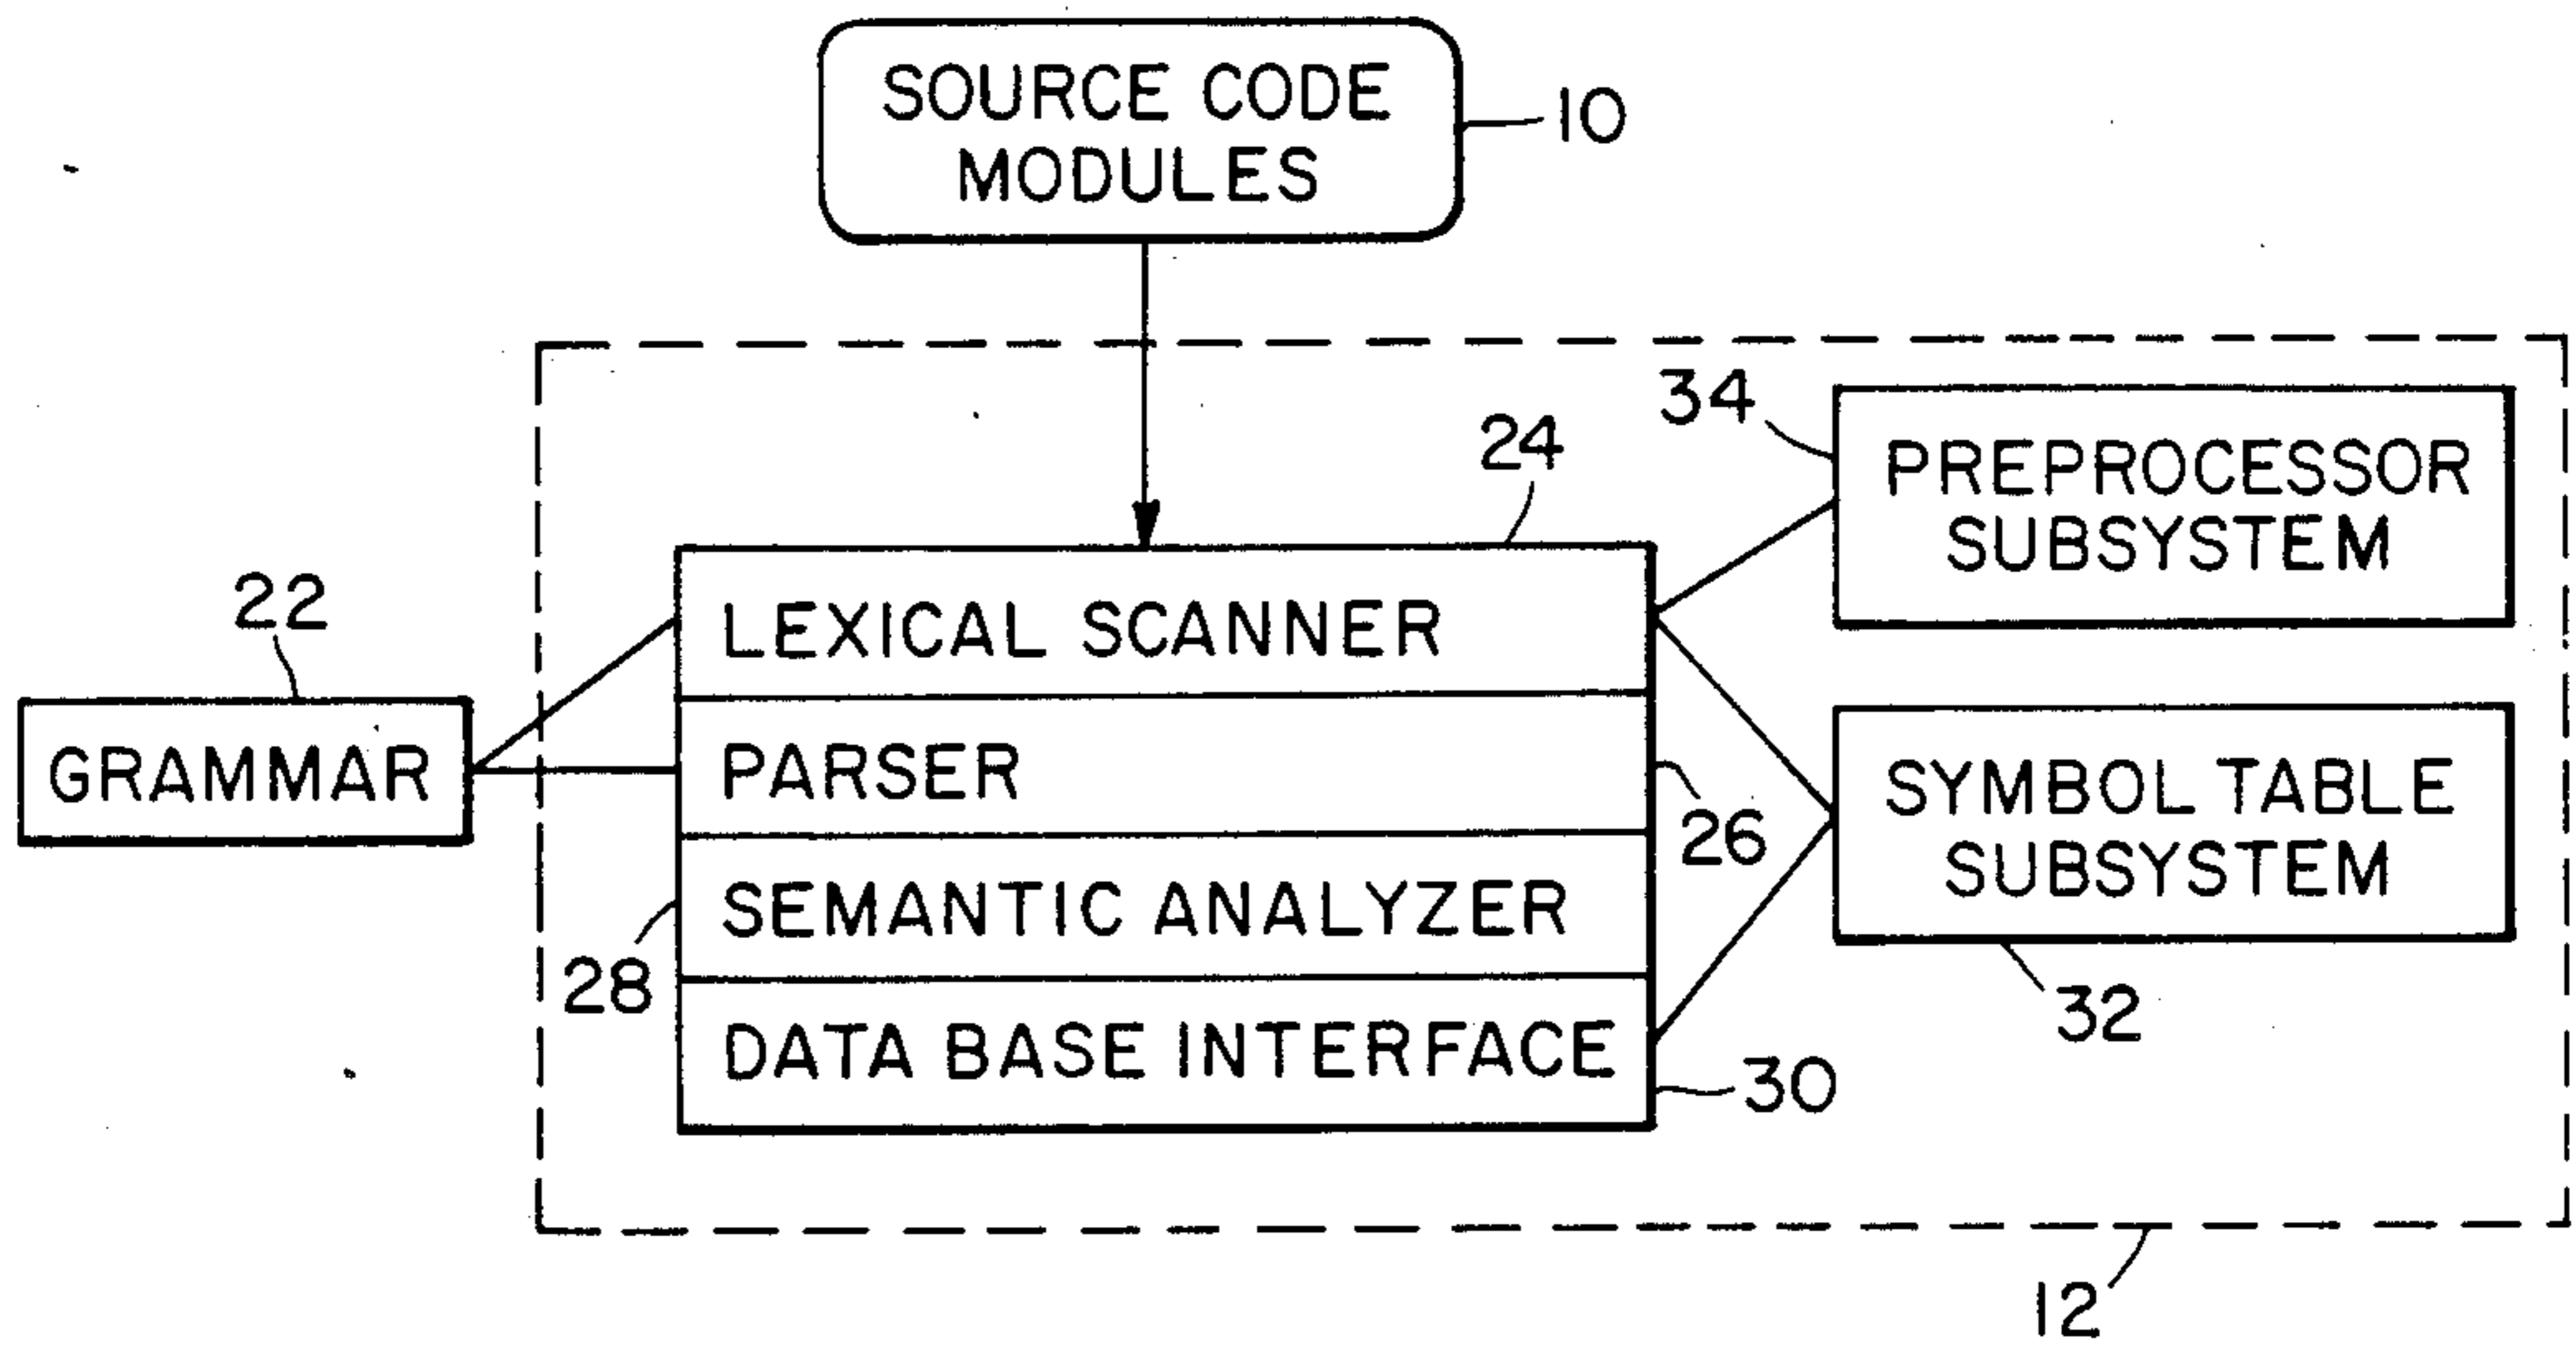 SOURCE CODE
MODULES
10
34
PREPROCESSOR
SUBSYSTEM
24
22
LEXICAL SCANNER
GRAMMAR
PARSER
26
SYMBOL TABLE
SUBSYSTEM
SEMANTIC ANALYZER
28
32
DATA BASE INTERFACE
30
12